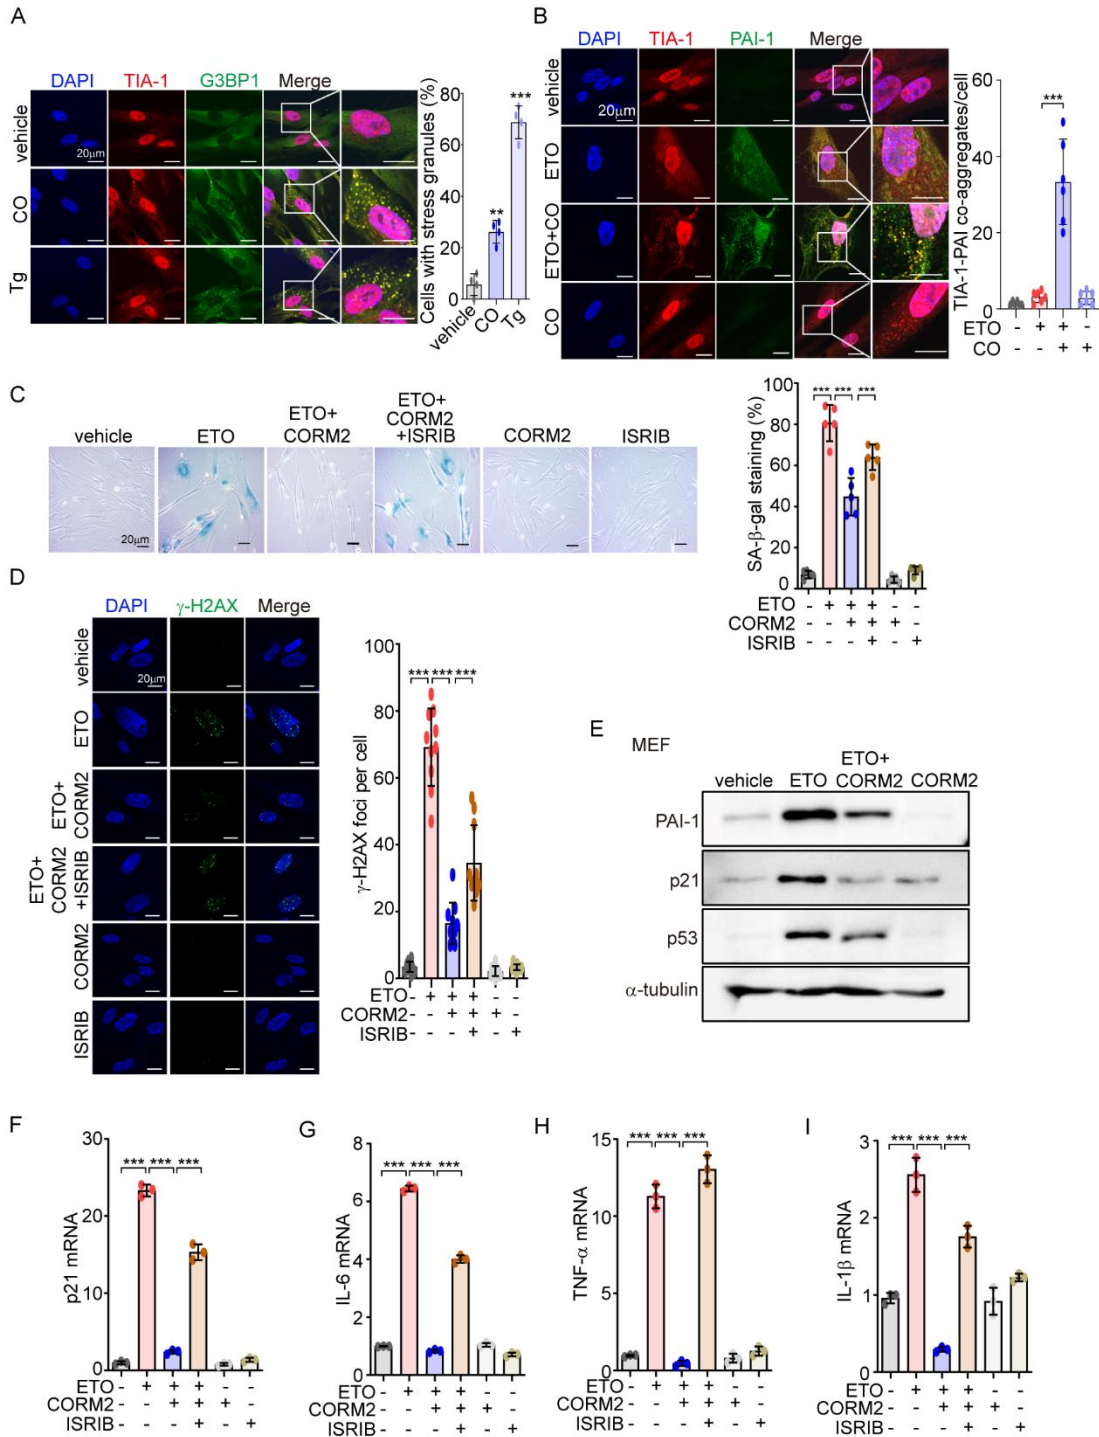 A
DAPI TIA-1 G3BP1 Merge
vehicle
20μm
CO
Tg
Cells with stress granules (%)
80
60
40
20
0
**
***
vehicle
CO
Tg
B
DAPI TIA-1 PAI-1 Merge
vehicle
20μm
ETO
ETO+CO
CO
TIA-1-PAI co-aggregates/cell
60
40
20
0
***
ETO - + + -
CO - - + +
C
vehicle ETO ETO+ CORM2 ETO+ CORM2 +ISRIB CORM2 ISRIB
20μm
SA-β-gal staining (%)
100
80
60
40
20
0
*** *** ***
ETO - + + + - -
CORM2 - - + + + -
ISRIB - - - + - +
D
DAPI γ-H2AX Merge
vehicle
20μm
ETO
ETO+ CORM2
ETO+ CORM2 +ISRIB
CORM2
ISRIB
γ-H2AX foci per cell
100
80
60
40
20
0
*** *** ***
ETO - + + + - -
CORM2 - - + + + -
ISRIB - - - + - +
E
MEF
vehicle ETO ETO+ CORM2 CORM2
PAI-1
p21
p53
α-tubulin
F
p21 mRNA
30
20
10
0
*** *** ***
ETO - + + + - -
CORM2 - - + + + -
ISRIB - - - + - +
G
IL-6 mRNA
8
6
4
2
0
*** *** ***
ETO - + + + - -
CORM2 - - + + + -
ISRIB - - - + - +
H
TNF-α mRNA
15
10
5
0
*** *** ***
ETO - + + + - -
CORM2 - - + + + -
ISRIB - - - + - +
I
IL-1β mRNA
3
2
1
0
*** *** ***
ETO - + + + - -
CORM2 - - + + + -
ISRIB - - - + - +